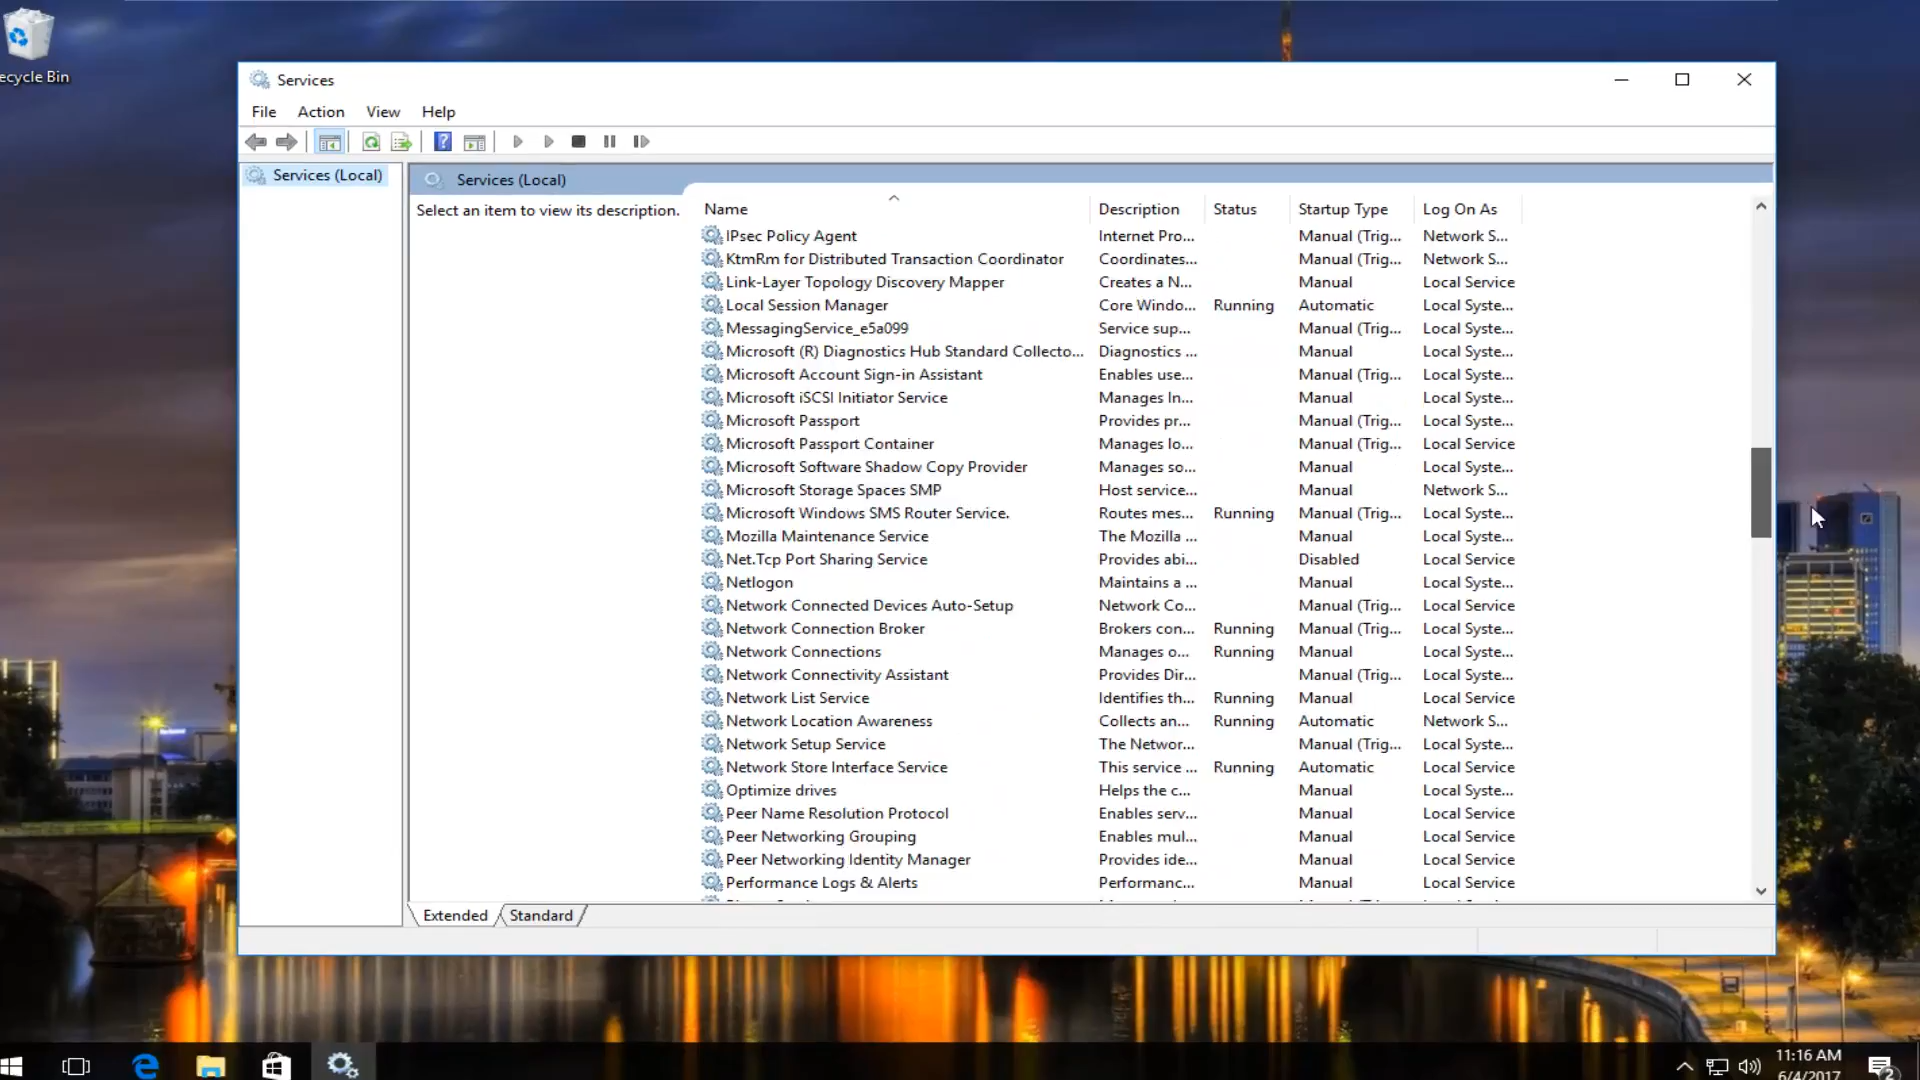 ecycle Bin
Services
File Action View Help
Services (Local)
Services (Local)
Select an item to view its description.
Name Description Status Startup Type Log On As
IPsec Policy Agent Internet Pro... Manual (Trig... Network S...
KtmRm for Distributed Transaction Coordinator Coordinates... Manual (Trig... Network S...
Link-Layer Topology Discovery Mapper Creates a N... Manual Local Service
Local Session Manager Core Windo... Running Automatic Local Syste...
MessagingService_e5a099 Service sup... Manual (Trig... Local Syste...
Microsoft (R) Diagnostics Hub Standard Collecto... Diagnostics ... Manual Local Syste...
Microsoft Account Sign-in Assistant Enables use... Manual (Trig... Local Syste...
Microsoft iSCSI Initiator Service Manages In... Manual Local Syste...
Microsoft Passport Provides pr... Manual (Trig... Local Syste...
Microsoft Passport Container Manages lo... Manual (Trig... Local Service
Microsoft Software Shadow Copy Provider Manages so... Manual Local Syste...
Microsoft Storage Spaces SMP Host service... Manual Network S...
Microsoft Windows SMS Router Service. Routes mes... Running Manual (Trig... Local Syste...
Mozilla Maintenance Service The Mozilla ... Manual Local Syste...
Net.Tcp Port Sharing Service Provides abi... Disabled Local Service
Netlogon Maintains a ... Manual Local Syste...
Network Connected Devices Auto-Setup Network Co... Manual (Trig... Local Service
Network Connection Broker Brokers con... Running Manual (Trig... Local Syste...
Network Connections Manages o... Running Manual Local Syste...
Network Connectivity Assistant Provides Dir... Manual (Trig... Local Syste...
Network List Service Identifies th... Running Manual Local Service
Network Location Awareness Collects an... Running Automatic Network S...
Network Setup Service The Networ... Manual (Trig... Local Syste...
Network Store Interface Service This service ... Running Automatic Local Service
Optimize drives Helps the c... Manual Local Syste...
Peer Name Resolution Protocol Enables serv... Manual Local Service
Peer Networking Grouping Enables mul... Manual Local Service
Peer Networking Identity Manager Provides ide... Manual Local Service
Performance Logs & Alerts Performanc... Manual Local Service
Extended Standard
11:16 AM
6/4/2017
2